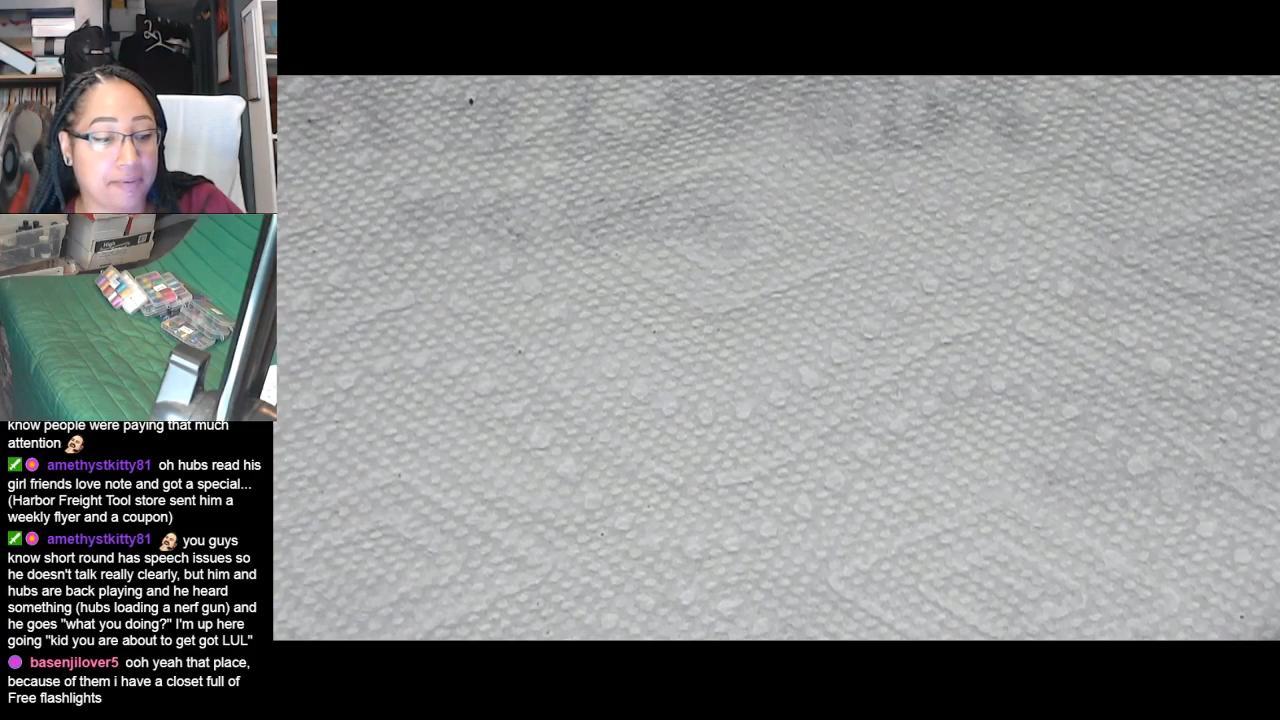 High
know people were paying that much
attention
amethystkitty81 oh hubs read his
girl friends love note and got a special...
(Harbor Freight Tool store sent him a
weekly flyer and a coupon)
amethystkitty81 you guys
know short round has speech issues so
he doesn't talk really clearly, but him and
hubs are back playing and he heard
something (hubs loading a nerf gun) and
he goes "what you doing?" I'm up here
going "kid you are about to get got LUL"
basenjilover5 ooh yeah that place,
because of them i have a closet full of
Free flashlights